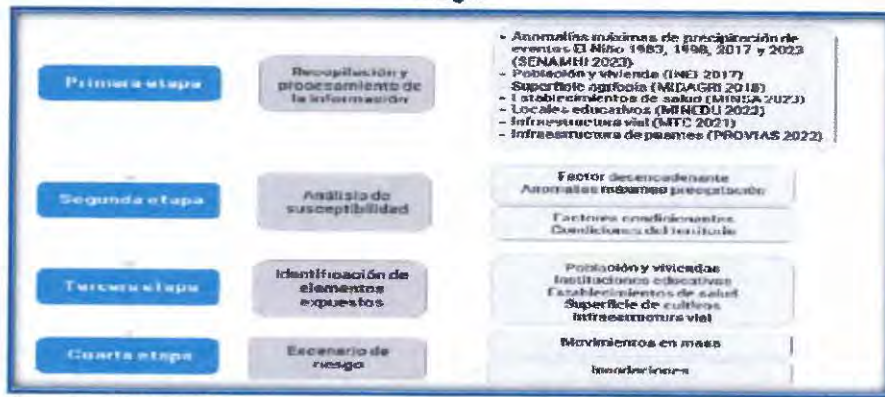 Primera etapa
Recopilación y
procesamiento de
la información
- Anomalías máximas de precipitación de
eventos El Niño 1983, 1998, 2017 y 2023
(SENAMHI 2023)
- Población y vivienda (INEI 2017)
- Superficie agrícola (MIDAGRI 2018)
- Establecimientos de salud (MINSA 2023)
- Locales educativos (MINEDU 2023)
- Infraestructura vial (MTC 2021)
- Infraestructura de puentes (PROVIAS 2022)
Segunda etapa
Análisis de
susceptibilidad
Factor desencadenante
Anomalías máximas precipitación
Factores condicionantes
Condiciones del territorio
Tercera etapa
Identificación de
elementos
expuestos
Población y viviendas
Instituciones educativas
Establecimientos de salud
Superficie de cultivos
Infraestructura vial
Cuarta etapa
Escenario de
riesgo
Movimientos en masa
Inundaciones